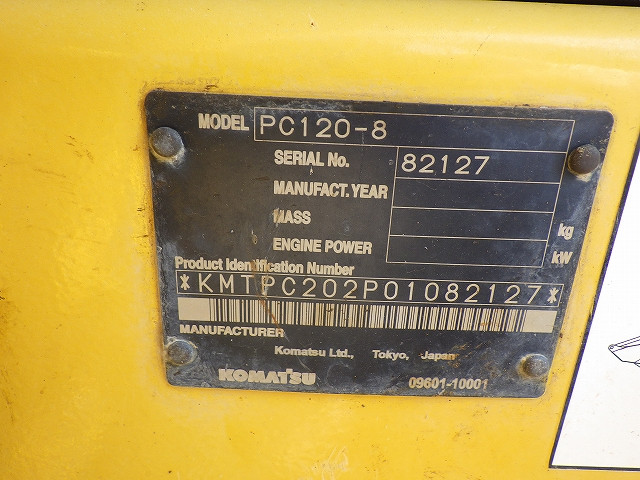 MODEL PC120-8
SERIAL No. 82127
MANUFACT. YEAR
MASS kg
ENGINE POWER kW
Product Identification Number
*KMTPC202P01082127*
MANUFACTURER
Komatsu Ltd., Tokyo, Japan
KOMATSU 09601-10001